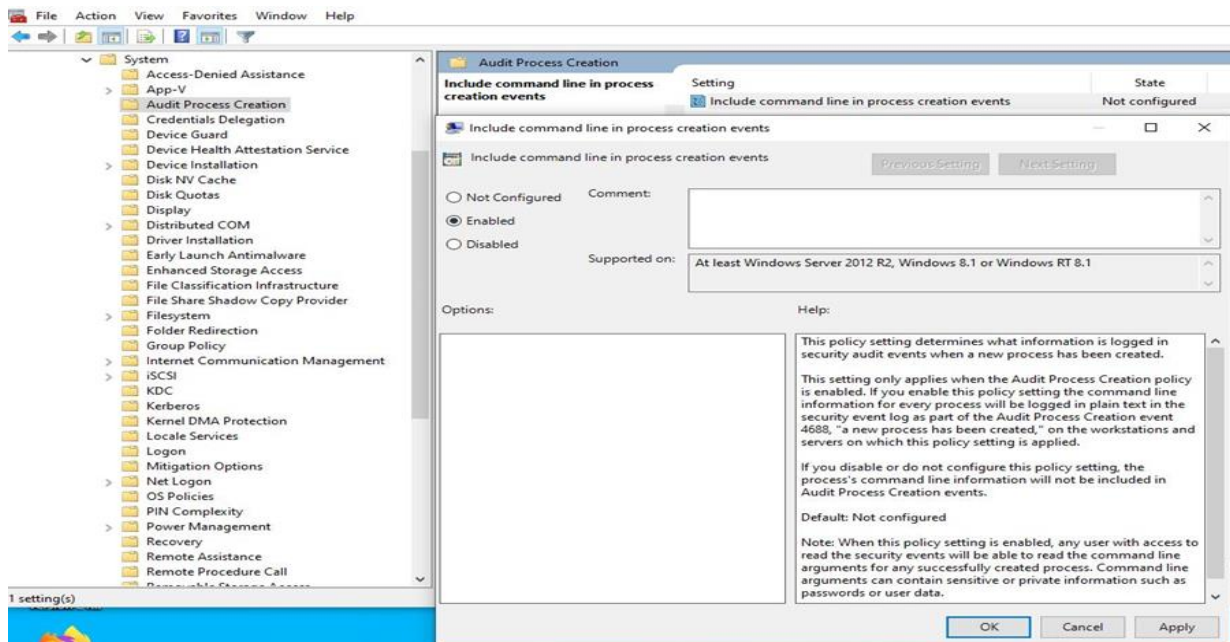 File Action View Favorites Window Help
System
Access-Denied Assistance
App-V
Audit Process Creation
Credentials Delegation
Device Guard
Device Health Attestation Service
Device Installation
Disk NV Cache
Disk Quotas
Display
Distributed COM
Driver Installation
Early Launch Antimalware
Enhanced Storage Access
File Classification Infrastructure
File Share Shadow Copy Provider
Filesystem
Folder Redirection
Group Policy
Internet Communication Management
iSCSI
KDC
Kerberos
Kernel DMA Protection
Locale Services
Logon
Mitigation Options
Net Logon
OS Policies
PIN Complexity
Power Management
Recovery
Remote Assistance
Remote Procedure Call
Removable Storage Access
1 setting(s)
Audit Process Creation
Include command line in process
creation events
Setting State
Include command line in process creation events Not configured
Include command line in process creation events
Include command line in process creation events
Previous Setting Next Setting
Not Configured
Enabled
Disabled
Comment:
Supported on:
At least Windows Server 2012 R2, Windows 8.1 or Windows RT 8.1
Options:
Help:
This policy setting determines what information is logged in
security audit events when a new process has been created.
This setting only applies when the Audit Process Creation policy
is enabled. If you enable this policy setting the command line
information for every process will be logged in plain text in the
security event log as part of the Audit Process Creation event
4688, "a new process has been created," on the workstations and
servers on which this policy setting is applied.
If you disable or do not configure this policy setting, the
process's command line information will not be included in
Audit Process Creation events.
Default: Not configured
Note: When this policy setting is enabled, any user with access to
read the security events will be able to read the command line
arguments for any successfully created process. Command line
arguments can contain sensitive or private information such as
passwords or user data.
OK Cancel Apply